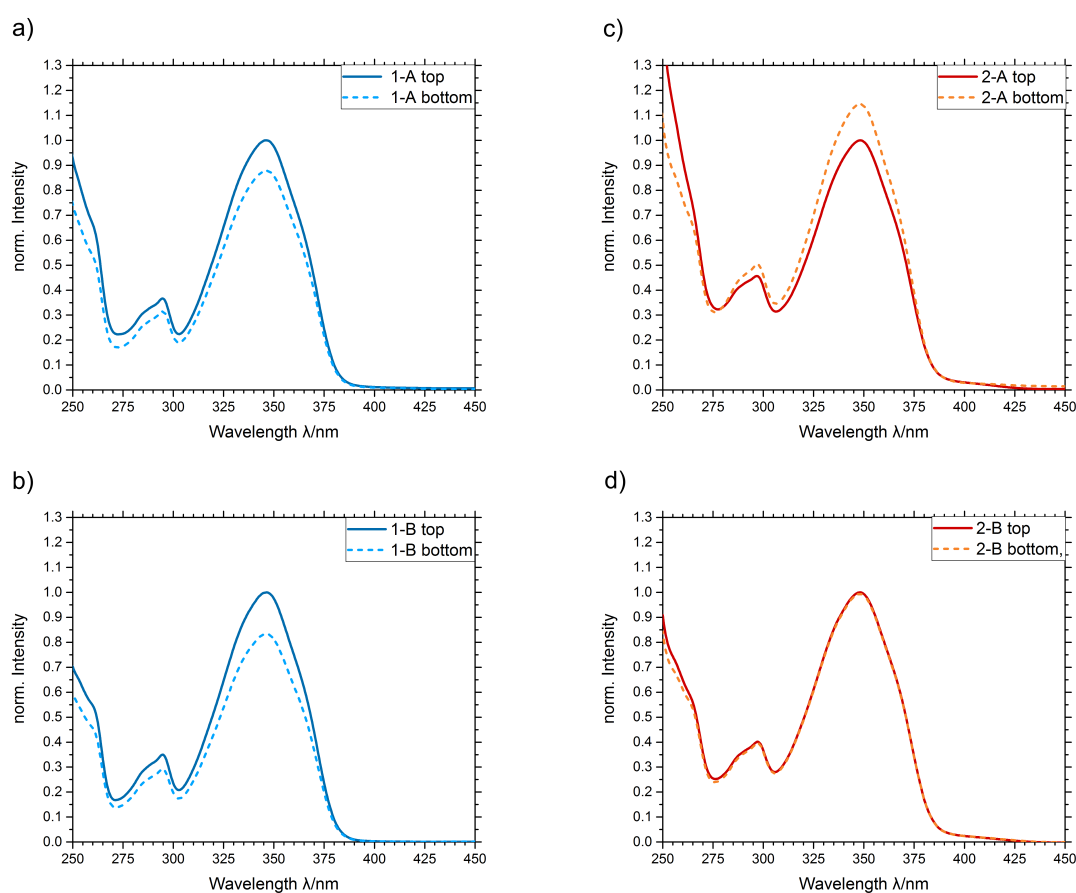 a)
1.3
1.2
1.1
1.0
0.9
0.8
0.7
0.6
0.5
0.4
0.3
0.2
0.1
0.0
norm. Intensity
1-A top
1-A bottom
250 275 300 325 350 375 400 425 450
Wavelength λ/nm
c)
1.3
1.2
1.1
1.0
0.9
0.8
0.7
0.6
0.5
0.4
0.3
0.2
0.1
0.0
norm. Intensity
2-A top
2-A bottom
250 275 300 325 350 375 400 425 450
Wavelength λ/nm
b)
1.3
1.2
1.1
1.0
0.9
0.8
0.7
0.6
0.5
0.4
0.3
0.2
0.1
0.0
norm. Intensity
1-B top
1-B bottom
250 275 300 325 350 375 400 425 450
Wavelength λ/nm
d)
1.3
1.2
1.1
1.0
0.9
0.8
0.7
0.6
0.5
0.4
0.3
0.2
0.1
0.0
norm. Intensity
2-B top
2-B bottom,
250 275 300 325 350 375 400 425 450
Wavelength λ/nm